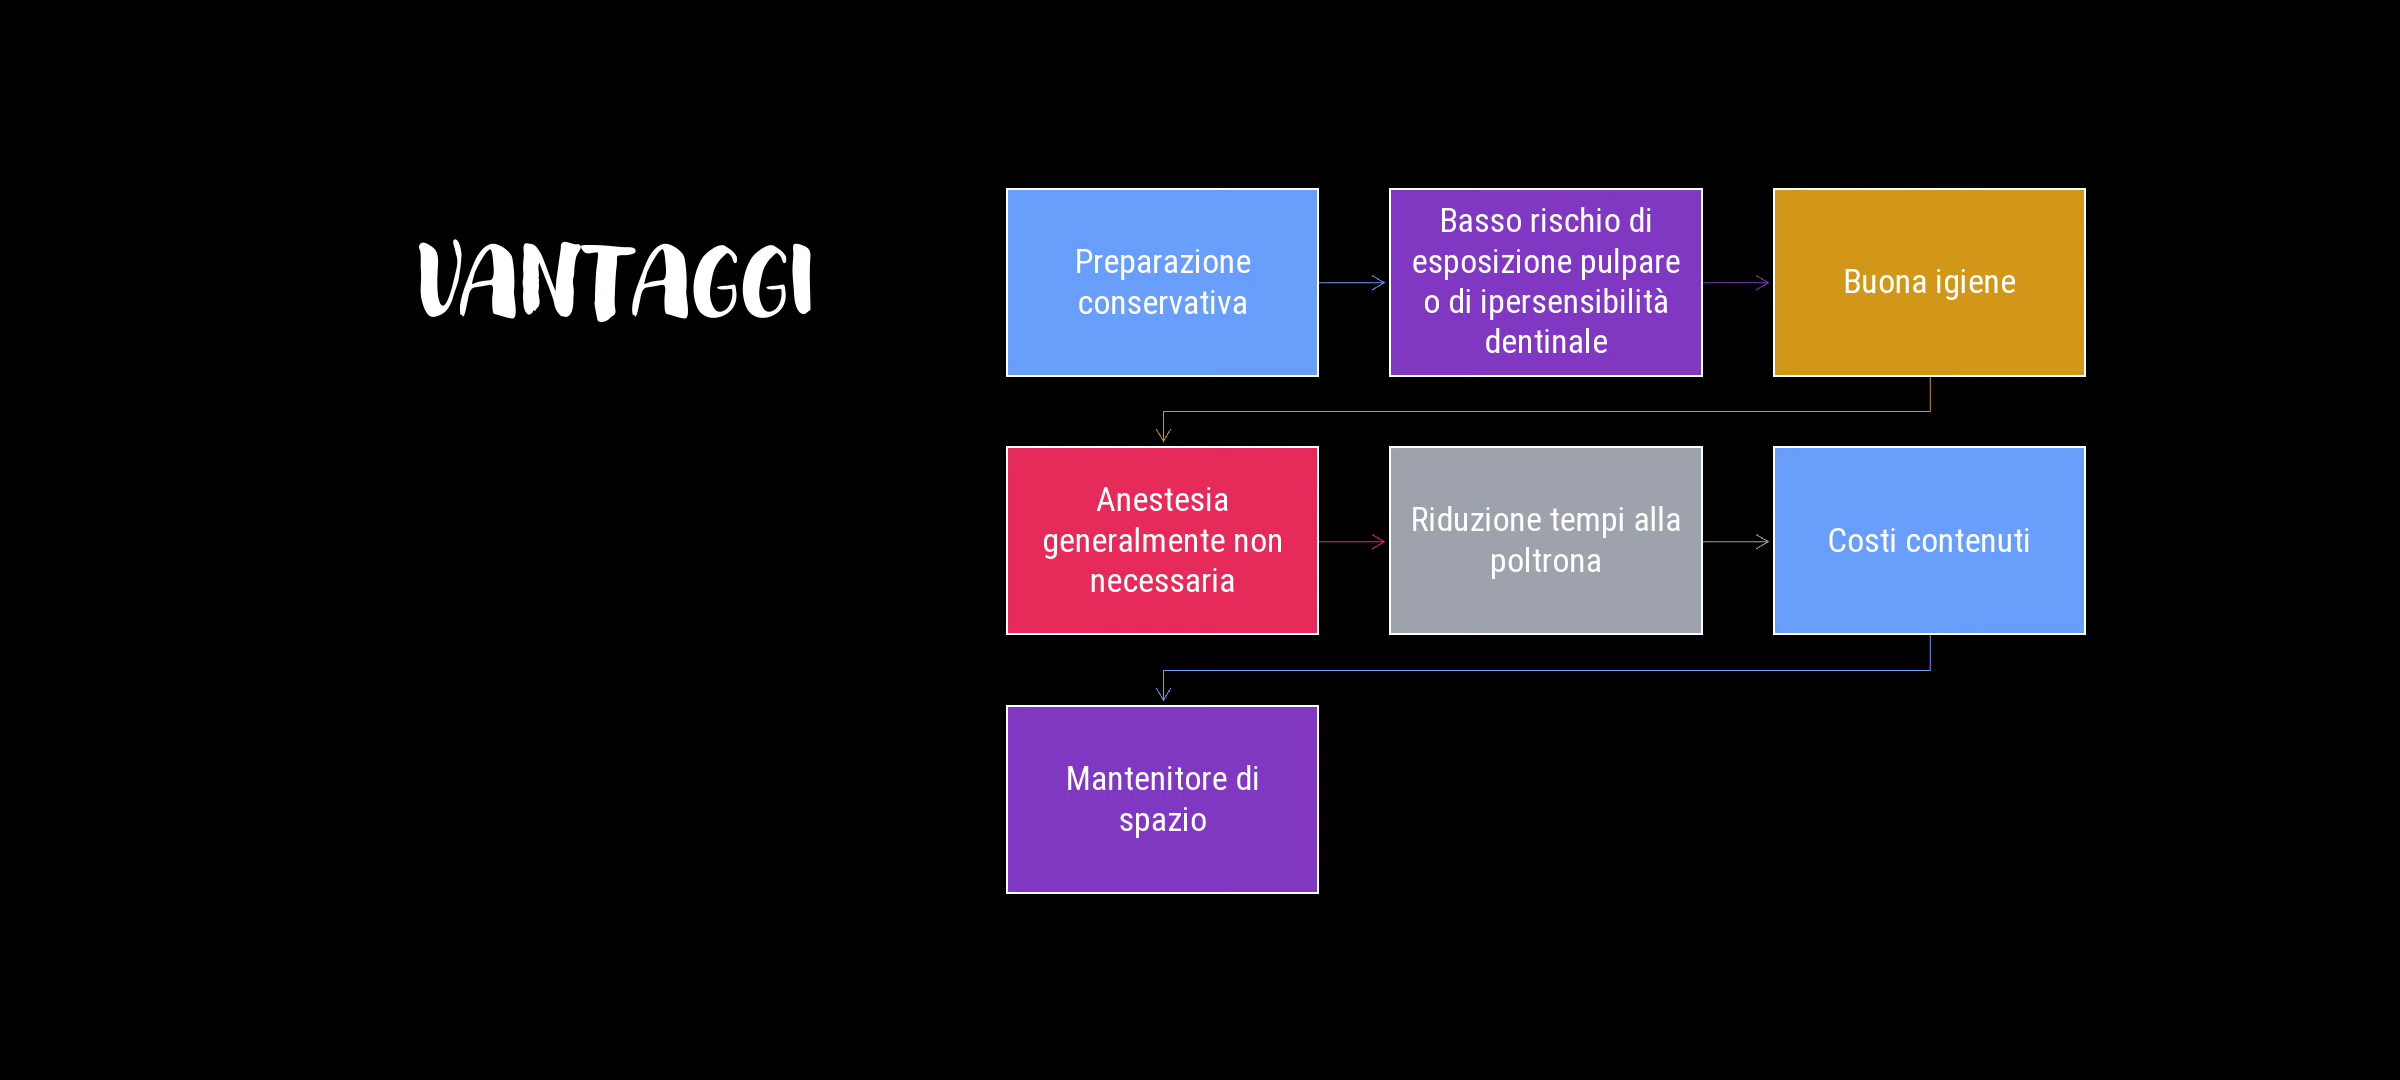 VANTAGGI
Preparazione
conservativa
Basso rischio di
esposizione pulpare
o di ipersensibilità
dentinale
Buona igiene
Anestesia
generalmente non
necessaria
Riduzione tempi alla
poltrona
Costi contenuti
Mantenitore di
spazio